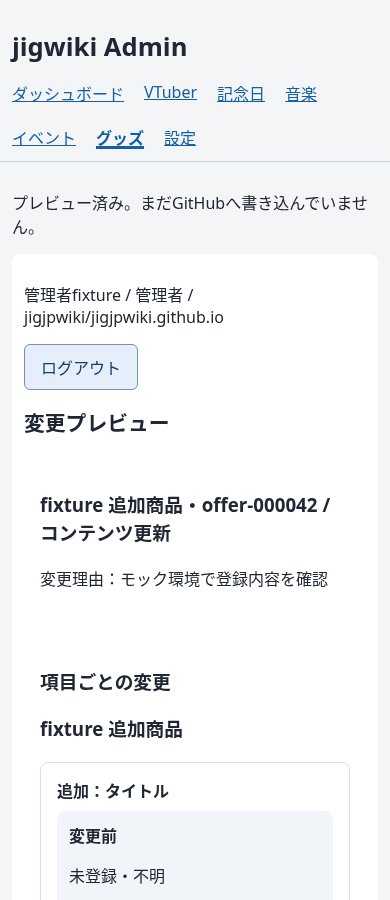 jigwiki Admin
ダッシュボード VTuber 記念日 音楽
イベント グッズ 設定
プレビュー済み。まだGitHubへ書き込んでいませ
ん。
管理者fixture / 管理者 /
jigjpwiki/jigjpwiki.github.io
ログアウト
変更プレビュー
fixture 追加商品・offer-000042 /
コンテンツ更新
変更理由：モック環境で登録内容を確認
項目ごとの変更
fixture 追加商品
追加：タイトル
変更前
未登録・不明